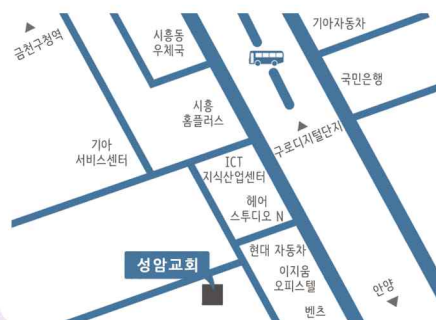 금천구청역
시흥동
우체국
기아자동차
국민은행
시흥
홈플러스
구로디지털단지
기아
서비스센터
ICT
지식산업센터
헤어
스투디오 N
현대 자동차
성암교회
이지움
오피스텔
안양
벤츠